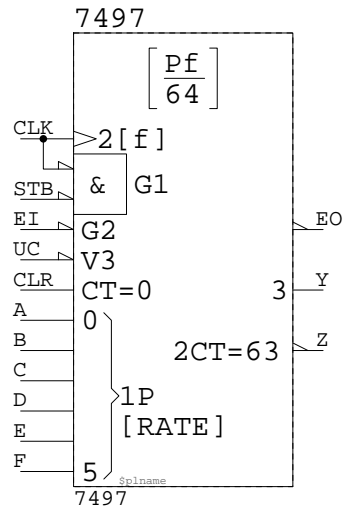 7497
[Pf/64]
CLK 2[f]
& G1
STB
EI G2 EO
UC V3
CLR CT=0 3 Y
A 0
B 2CT=63 Z
C
D 1P
E [RATE]
F 5
$plname
7497